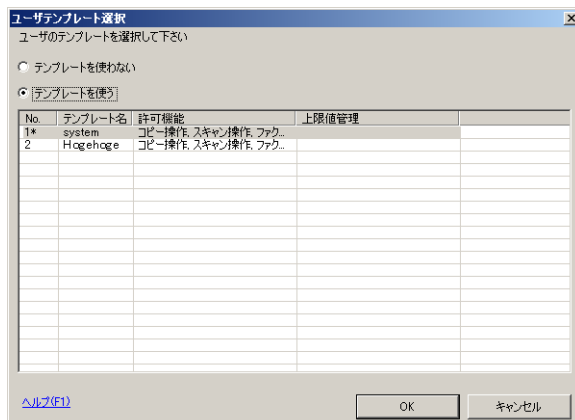 ユーザテンプレート選択
ユーザのテンプレートを選択して下さい
テンプレートを使わない
テンプレートを使う
No. テンプレート名 許可機能 上限値管理
1* system コピー操作, スキャン操作, ファク...
2 Hogehoge コピー操作, スキャン操作, ファク...
ヘルプ(F1) OK キャンセル